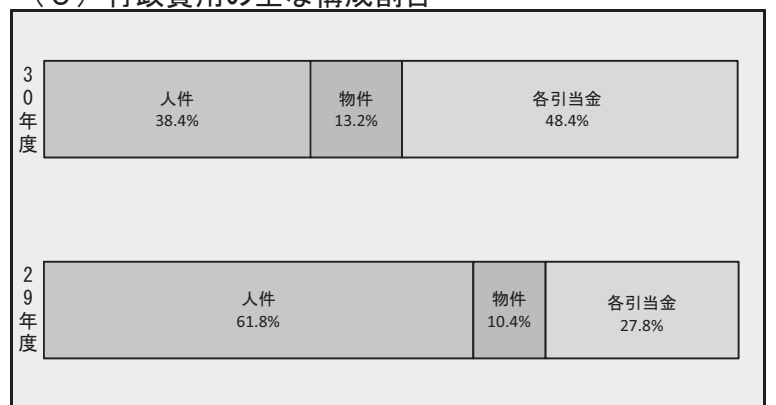 30年度
人件
38.4%
物件
13.2%
各引当金
48.4%
29年度
人件
61.8%
物件
10.4%
各引当金
27.8%